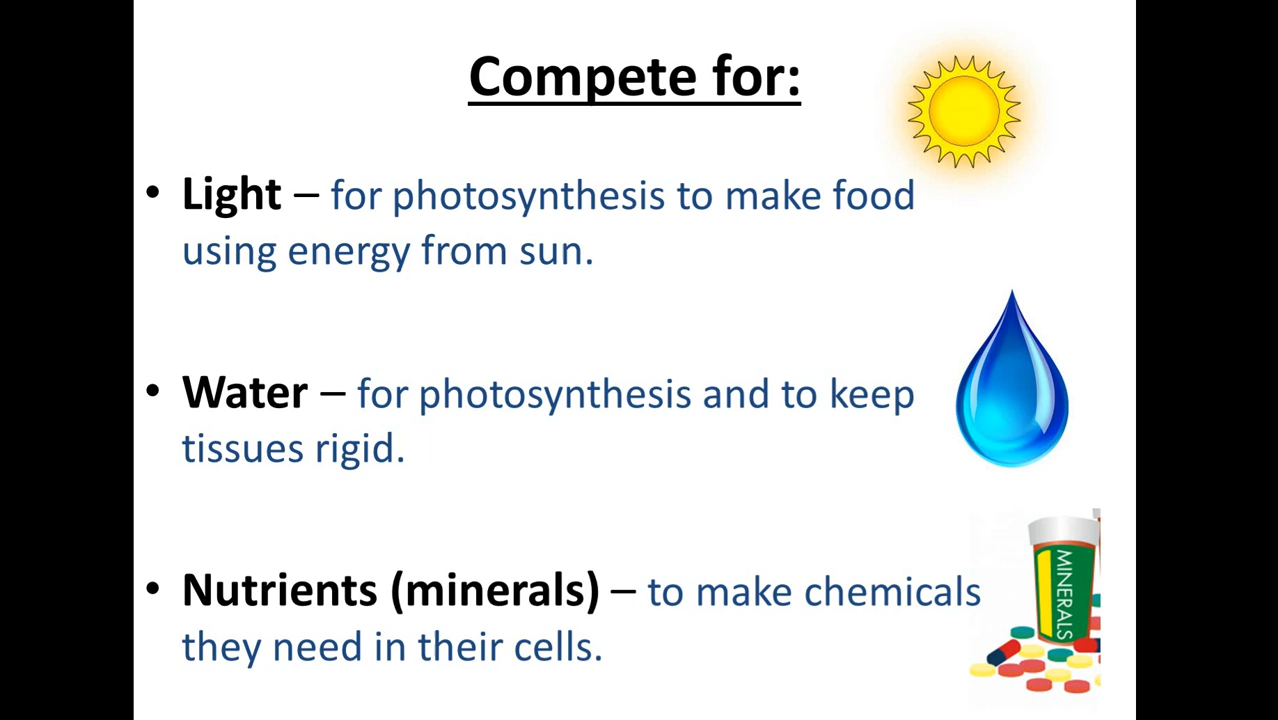 Compete for:
• Light – for photosynthesis to make food
using energy from sun.
• Water – for photosynthesis and to keep
tissues rigid.
• Nutrients (minerals) – to make chemicals
they need in their cells.
MINERALS